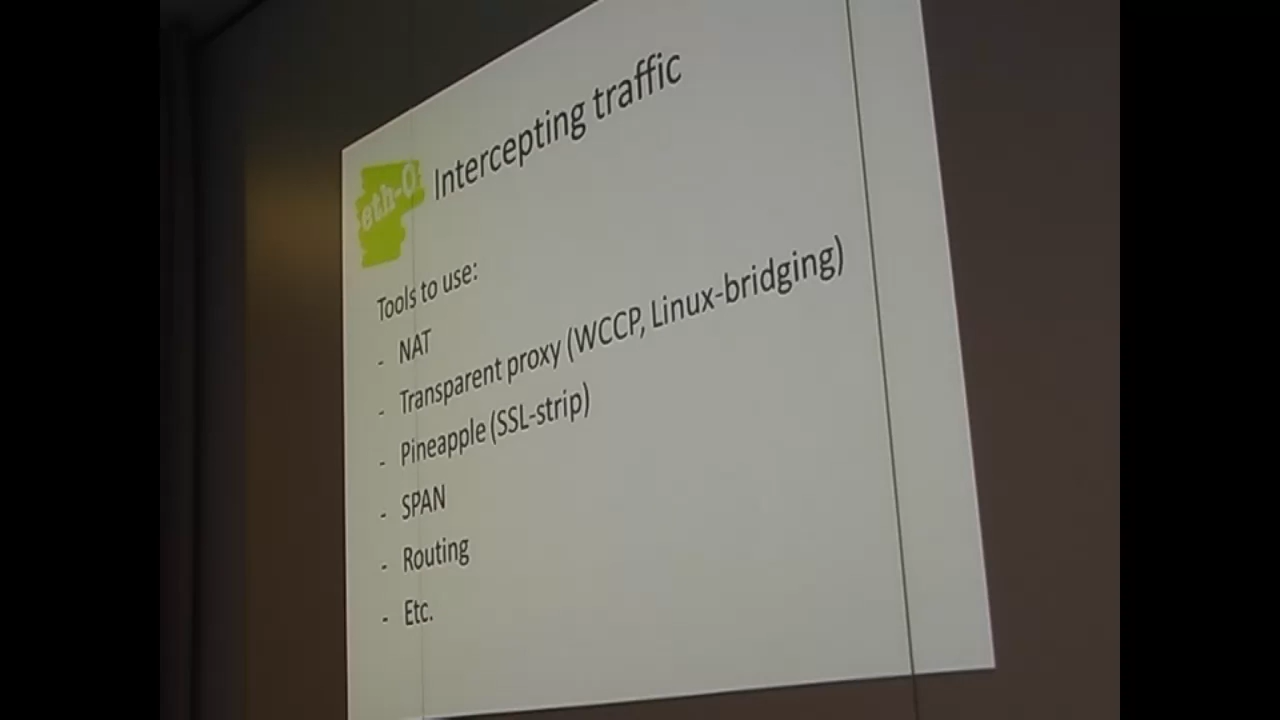 Intercepting traffic
eth-0
Tools to use:
- NAT
- Transparent proxy (WCCP, Linux-bridging)
- Pineapple (SSL-strip)
- SPAN
- Routing
- Etc.